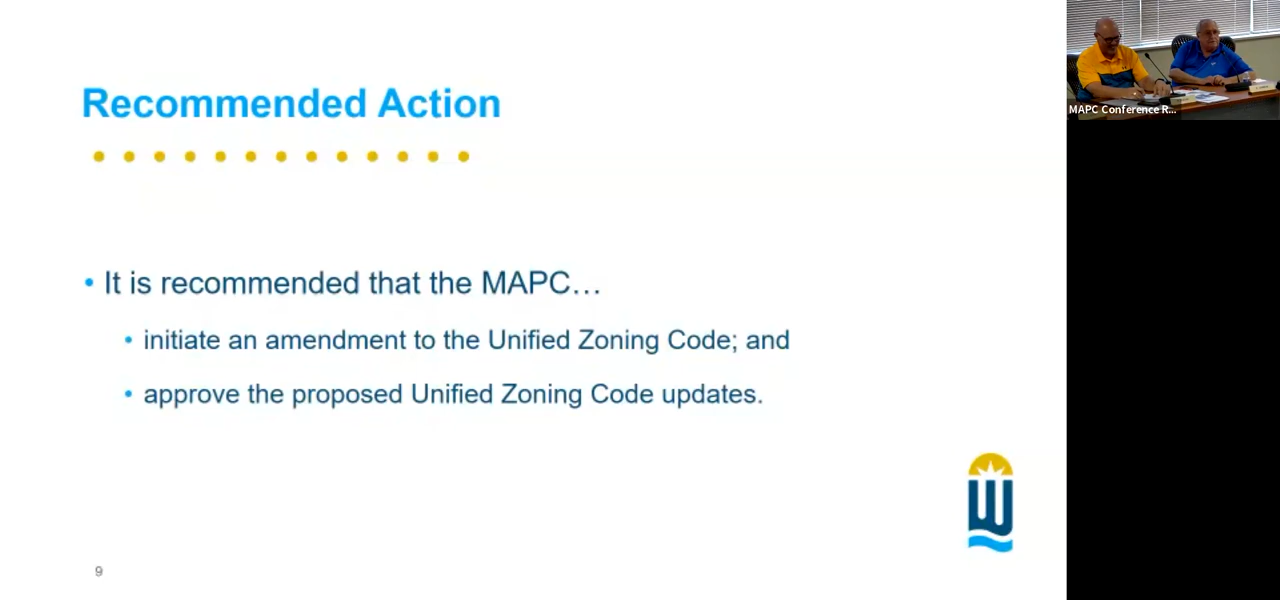 Recommended Action
• It is recommended that the MAPC…
• initiate an amendment to the Unified Zoning Code; and
• approve the proposed Unified Zoning Code updates.
9
MAPC Conference R...